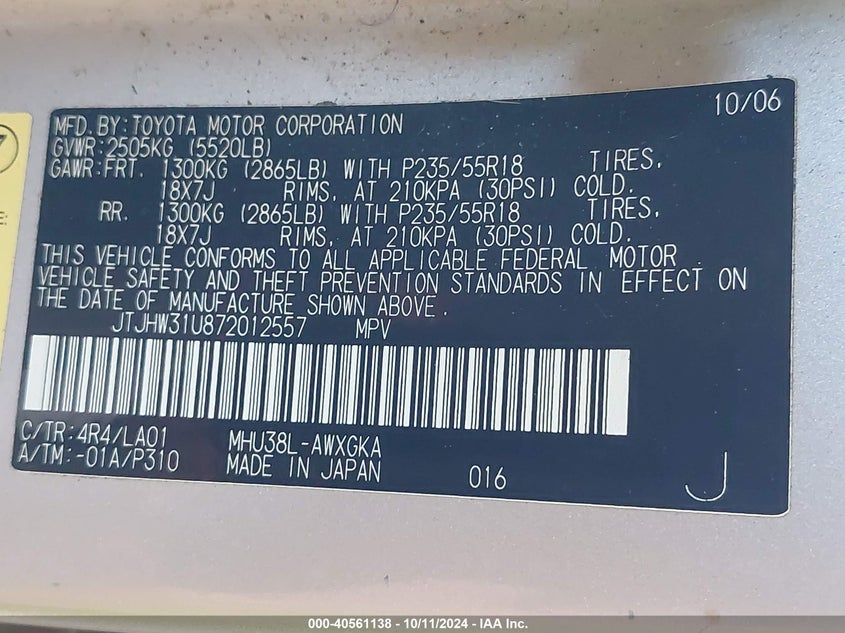 10/06
MFD. BY: TOYOTA MOTOR CORPORATION
GVWR: 2505KG (5520LB)
GAWR: FRT. 1300KG (2865LB) WITH P235/55R18 TIRES,
18X7J RIMS, AT 210KPA (30PSI) COLD.
RR. 1300KG (2865LB) WITH P235/55R18 TIRES,
18X7J RIMS, AT 210KPA (30PSI) COLD.
THIS VEHICLE CONFORMS TO ALL APPLICABLE FEDERAL MOTOR
VEHICLE SAFETY AND THEFT PREVENTION STANDARDS IN EFFECT ON
THE DATE OF MANUFACTURE SHOWN ABOVE.
JTJHW31U872012557 MPV
C/TR: 4R4/LA01 MHU38L-AWXGKA
A/TM: -01A/P310 MADE IN JAPAN 016 J
000-40561138 - 10/11/2024 - IAA Inc.